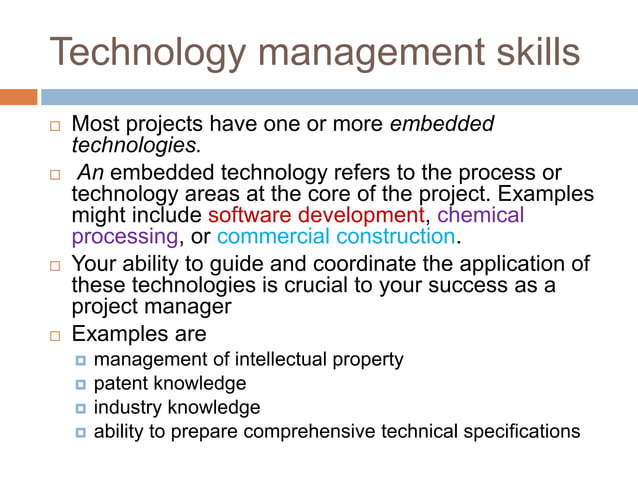 Technology management skills
Most projects have one or more embedded
technologies.
An embedded technology refers to the process or
technology areas at the core of the project. Examples
might include software development, chemical
processing, or commercial construction.
Your ability to guide and coordinate the application of
these technologies is crucial to your success as a
project manager
Examples are
management of intellectual property
patent knowledge
industry knowledge
ability to prepare comprehensive technical specifications